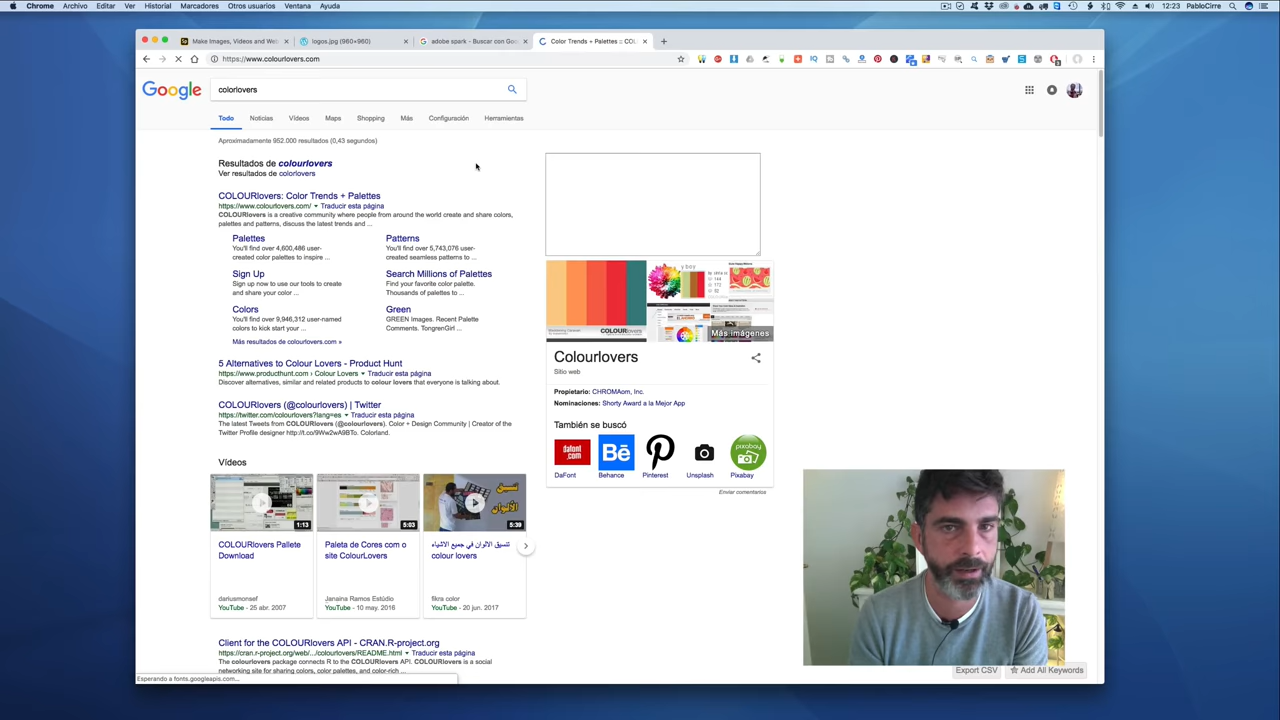 Chrome Archivo Editar Ver Historial Marcadores Otros usuarios Ventana Ayuda
12:23 PabloCirre
Make Images, Videos and Web
logos.jpg (960×960)
adobe spark - Buscar con Goo
Color Trends + Palettes :: COL
https://www.colourlovers.com
Google
colorlovers
Todo Noticias Vídeos Maps Shopping Más Configuración Herramientas
Aproximadamente 952.000 resultados (0,43 segundos)
Resultados de colourlovers
Ver resultados de colorlovers
COLOURlovers: Color Trends + Palettes
https://www.colourlovers.com/ Traducir esta página
COLOURlovers is a creative community where people from around the world create and share colors,
palettes and patterns, discuss the latest trends and ...
Palettes
You'll find over 4,600,486 user-
created color palettes to inspire ...
Patterns
You'll find over 5,743,076 user-
created seamless patterns to ...
Sign Up
Sign up now to use our tools to create
and share your color ...
Search Millions of Palettes
Find your favorite color palette.
Thousands of palettes to ...
Colors
You'll find over 9,946,312 user-named
colors to kick start your ...
Green
GREEN Images. Recent Palette
Comments. TongrenGirl ...
Más resultados de colourlovers.com »
5 Alternatives to Colour Lovers - Product Hunt
https://www.producthunt.com › Colour Lovers Traducir esta página
Discover alternatives, similar and related products to colour lovers that everyone is talking about.
COLOURlovers (@colourlovers) | Twitter
https://twitter.com/colourlovers?lang=es Traducir esta página
The latest Tweets from COLOURlovers (@colourlovers). Color + Design Community | Creator of the
Twitter Profile designer http://t.co/9Ww2wA9BTo. Colorland.
Vídeos
1:13
5:03
5:39
COLOURlovers Pallete
Download
dariusmonsef
YouTube - 25 abr. 2007
Paleta de Cores com o
site ColourLovers
Janaina Ramos Estúdio
YouTube - 10 may. 2016
تنسيق الالوان في جميع الاشياء
colour lovers
fikra color
YouTube - 20 jun. 2017
Client for the COLOURlovers API - CRAN.R-project.org
https://cran.r-project.org/web/.../colourlovers/README.html Traducir esta página
The colourlovers package connects R to the COLOURlovers API. COLOURlovers is a social
networking site for sharing colors, color palettes, and color-rich ...
COLOURlovers
Más imágenes
Colourlovers
Sitio web
Propietario: CHROMAom, Inc.
Nominaciones: Shorty Award a la Mejor App
También se buscó
dafont
.com
Bē
DaFont Behance Pinterest Unsplash Pixabay
pixabay
Enviar comentarios
Export CSV Add All Keywords
Esperando a fonts.googleapis.com...